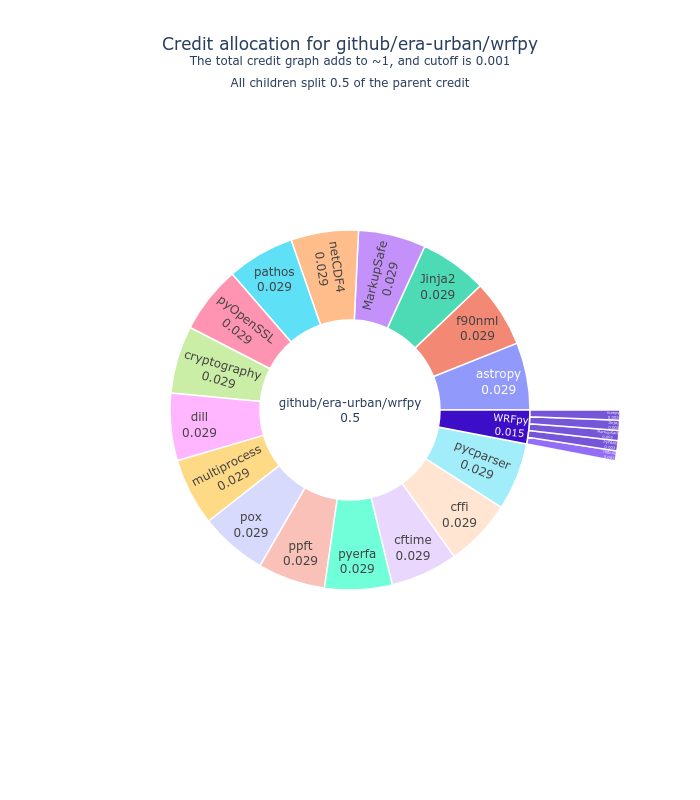 Credit allocation for github/era-urban/wrfpy
The total credit graph adds to ~1, and cutoff is 0.001
All children split 0.5 of the parent credit
github/era-urban/wrfpy
0.5
astropy
0.029
f90nml
0.029
Jinja2
0.029
MarkupSafe
0.029
netCDF4
0.029
pathos
0.029
pyOpenSSL
0.029
cryptography
0.029
dill
0.029
multiprocess
0.029
pox
0.029
ppft
0.029
pyerfa
0.029
cftime
0.029
cffi
0.029
pycparser
0.029
WRFpy
0.015